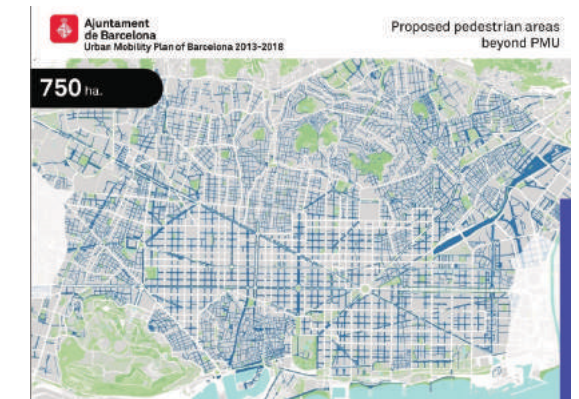 Ajuntament
de Barcelona
Urban Mobility Plan of Barcelona 2013-2018
Proposed pedestrian areas
beyond PMU
750 ha.